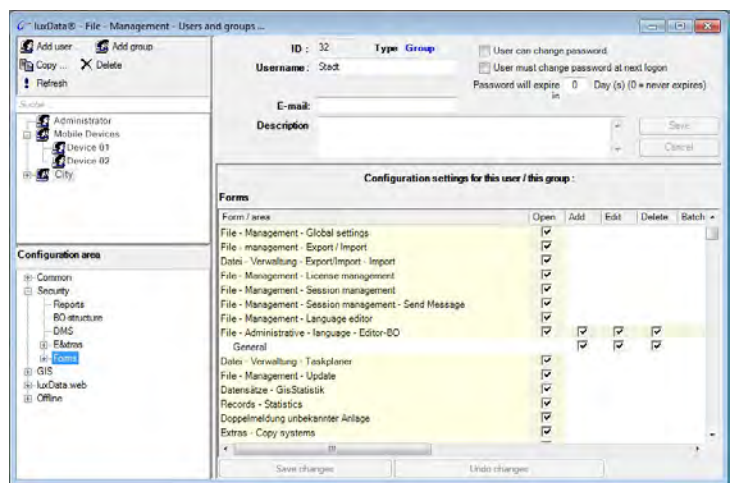 luxData® - File - Management - Users and groups ...
Add user
Add group
Copy ...
Delete
Refresh
Suche ...
Administrator
Mobile Devices
Device 01
Device 02
City
Configuration area
Common
Security
Reports
BO-structure
DMS
E&xtras
Forms
GIS
luxData.web
Offline
ID : 32 Type Group
Username : Stadt
E-mail:
Description
User can change password
User must change password at next logon
Password will expire in 0 Day (s) (0 = never expires)
Save
Cancel
Configuration settings for this user / this group :
Forms
Form / area Open Add Edit Delete Batch
File - Management - Global settings
File - management - Export / Import
Datei - Verwaltung - Export/Import - Import
File - Management - License management
File - Management - Session management
File - Management - Session management - Send Message
File - Management - Language editor
File - Administrative - language - Editor-BO
General
Datei - Verwaltung - Taskplaner
File - Management - Update
Datensätze - GisStatistik
Records - Statistics
Doppelmeldung unbekannter Anlage
Extras - Copy systems
Save changes
Undo changes